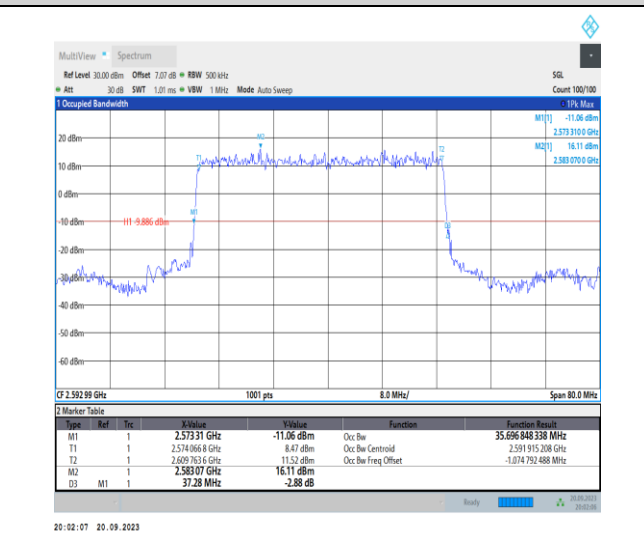 MultiView Spectrum
Ref Level 30.00 dBm Offset 7.07 dB RBW 500 kHz SGL
Att 30 dB SWT 1.01 ms VBW 1 MHz Mode Auto Sweep Count 100/100
1 Occupied Bandwidth 1Pk Max
M1[1] -11.06 dBm
2.573 310 0 GHz
M2[1] 16.11 dBm
2.583 070 0 GHz
20 dBm
M2
T2
T1
10 dBm
0 dBm
M1
-10 dBm H1 -9.886 dBm
D3
-20 dBm
-30 dBm
-40 dBm
-50 dBm
-60 dBm
CF 2.592 99 GHz 1001 pts 8.0 MHz/ Span 80.0 MHz
2 Marker Table
Type Ref Trc X-Value Y-Value Function Function Result
M1 1 2.573 31 GHz -11.06 dBm Occ Bw 35.696 848 338 MHz
T1 1 2.574 066 8 GHz 8.47 dBm Occ Bw Centroid 2.591 915 208 GHz
T2 1 2.609 763 6 GHz 11.52 dBm Occ Bw Freq Offset -1.074 792 488 MHz
M2 1 2.583 07 GHz 16.11 dBm
D3 M1 1 37.28 MHz -2.88 dB
Ready 20.09.2023
20:02:06
20:02:07 20.09.2023